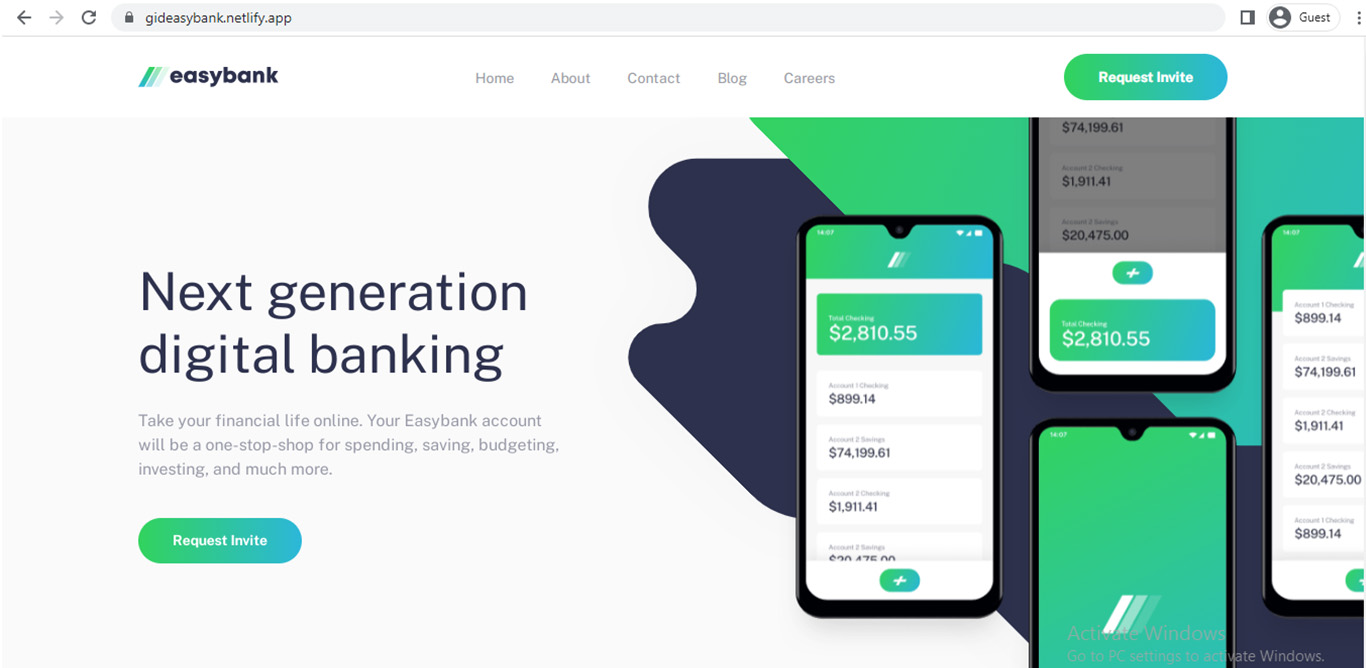 gideasybank.netlify.app
Guest
easybank
Home
About
Contact
Blog
Careers
Request Invite
Next generation
digital banking
Take your financial life online. Your Easybank account
will be a one-stop-shop for spending, saving, budgeting,
investing, and much more.
Request Invite
14:07
Total Checking
$2,810.55
Account 1 Checking
$899.14
Account 2 Savings
$74,199.61
Account 2 Checking
$1,911.41
Account 2 Savings
$20,475.00
$74,199.61
Account 2 Checking
$1,911.41
Account 2 Savings
$20,475.00
Total Checking
$2,810.55
14:07
14:07
Account 1 Checking
$899.14
Account 2 Savings
$74,199.61
Account 2 Checking
$1,911.41
Account 2 Savings
$20,475.00
Account 1 Checking
$899.14
Activate Windows
Go to PC settings to activate Windows.